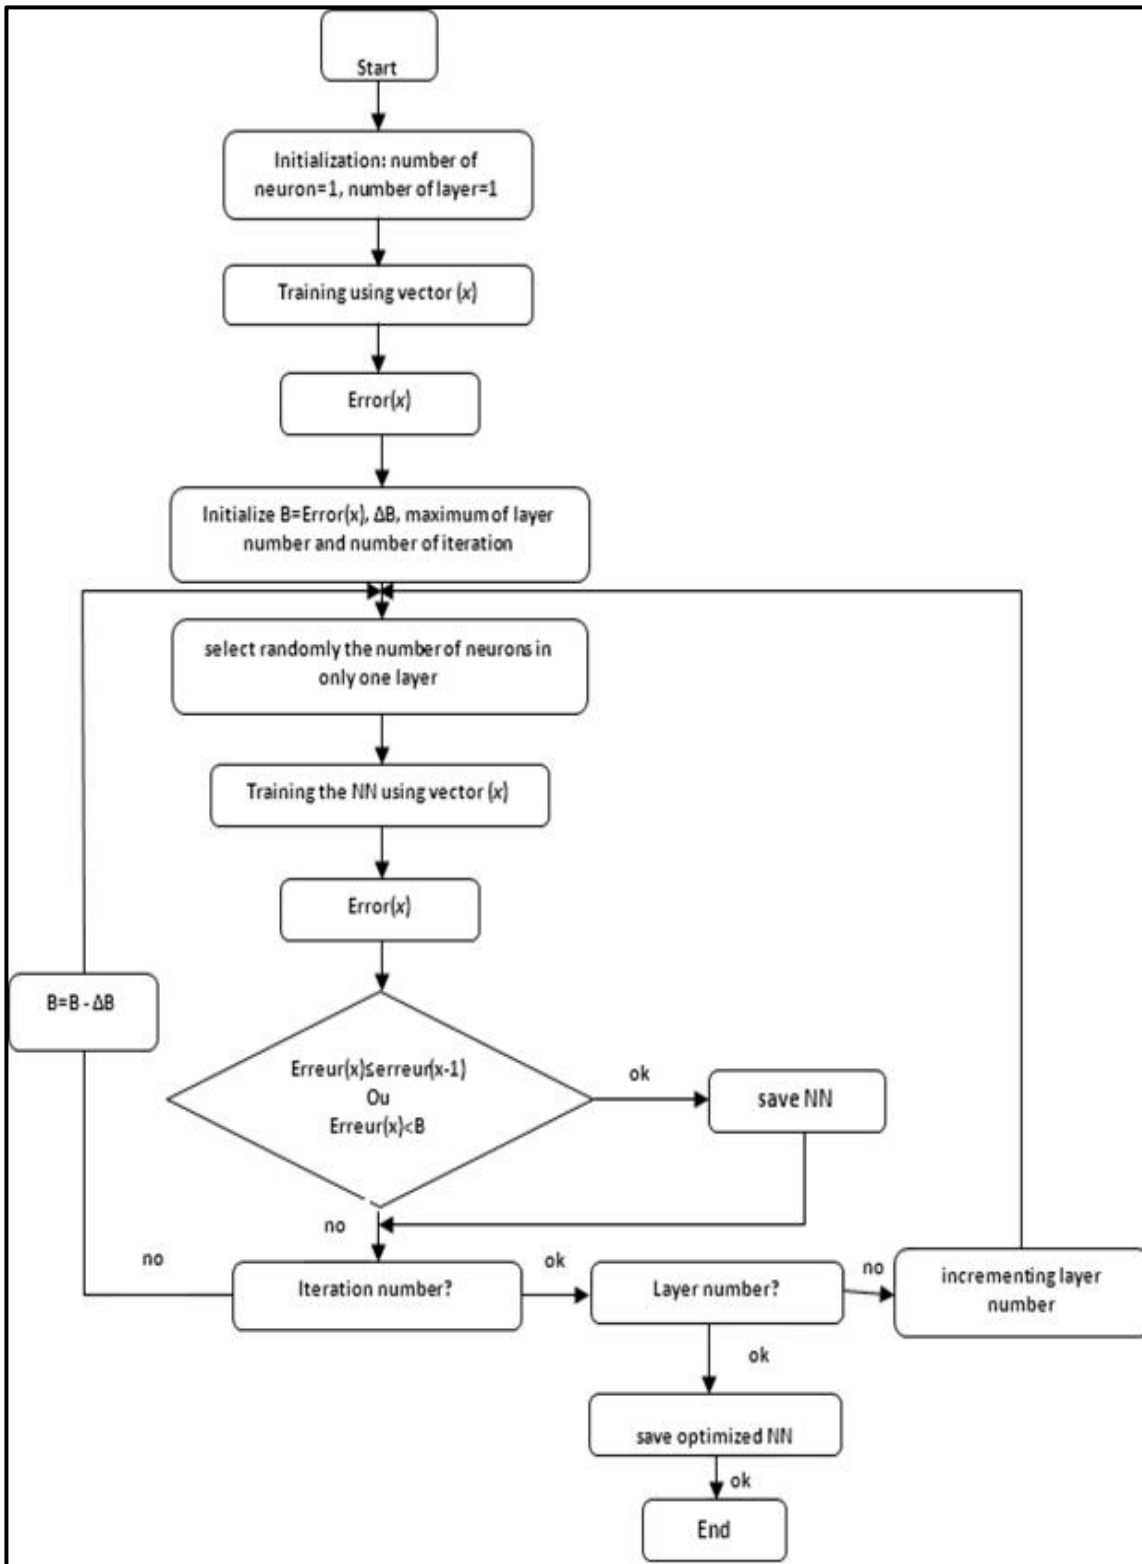 Start
Initialization: number of
neuron=1, number of layer=1
Training using vector (x)
Error(x)
Initialize B=Error(x), ΔB, maximum of layer
number and number of iteration
select randomly the number of neurons in
only one layer
Training the NN using vector (x)
Error(x)
B=B - ΔB
Erreur(x)≤erreur(x-1)
Ou
Erreur(x)<B
ok
save NN
no
no
Iteration number?
ok
Layer number?
no
incrementing layer
number
ok
save optimized NN
ok
End